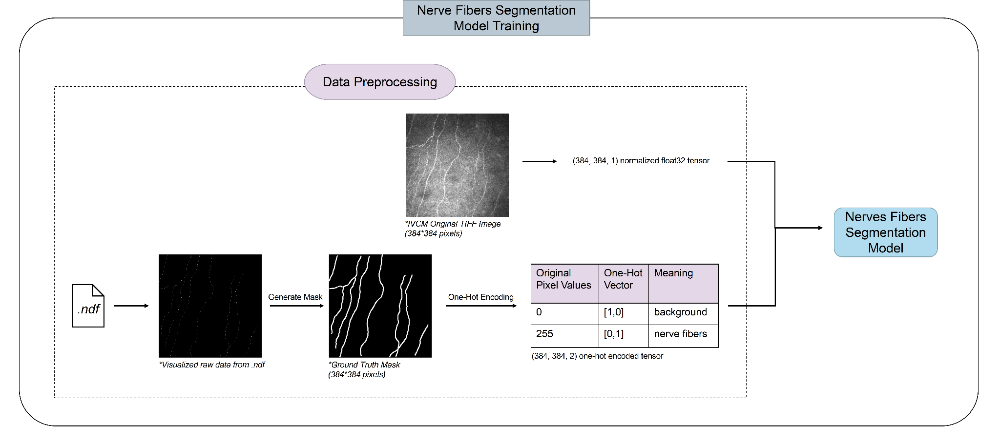 Nerve Fibers Segmentation
Model Training
Data Preprocessing
*IVCM Original TIFF Image
(384*384 pixels)
(384, 384, 1) normalized float32 tensor
.ndf
*Visualized raw data from .ndf
Generate Mask
*Ground Truth Mask
(384*384 pixels)
One-Hot Encoding
Original
Pixel Values
One-Hot
Vector
Meaning
0
[1,0]
background
255
[0,1]
nerve fibers
(384, 384, 2) one-hot encoded tensor
Nerves Fibers
Segmentation
Model